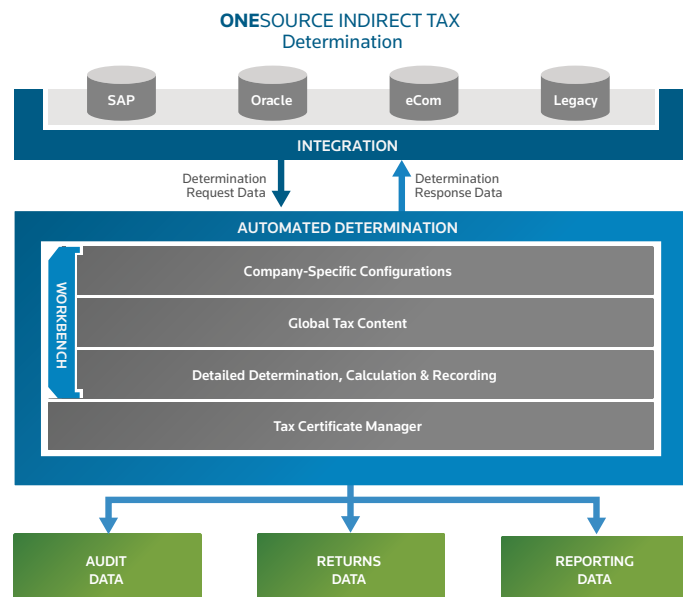 ONESOURCE INDIRECT TAX
Determination
SAP
Oracle
eCom
Legacy
INTEGRATION
Determination
Request Data
Determination
Response Data
AUTOMATED DETERMINATION
WORKBENCH
Company-Specific Configurations
Global Tax Content
Detailed Determination, Calculation & Recording
Tax Certificate Manager
AUDIT
DATA
RETURNS
DATA
REPORTING
DATA